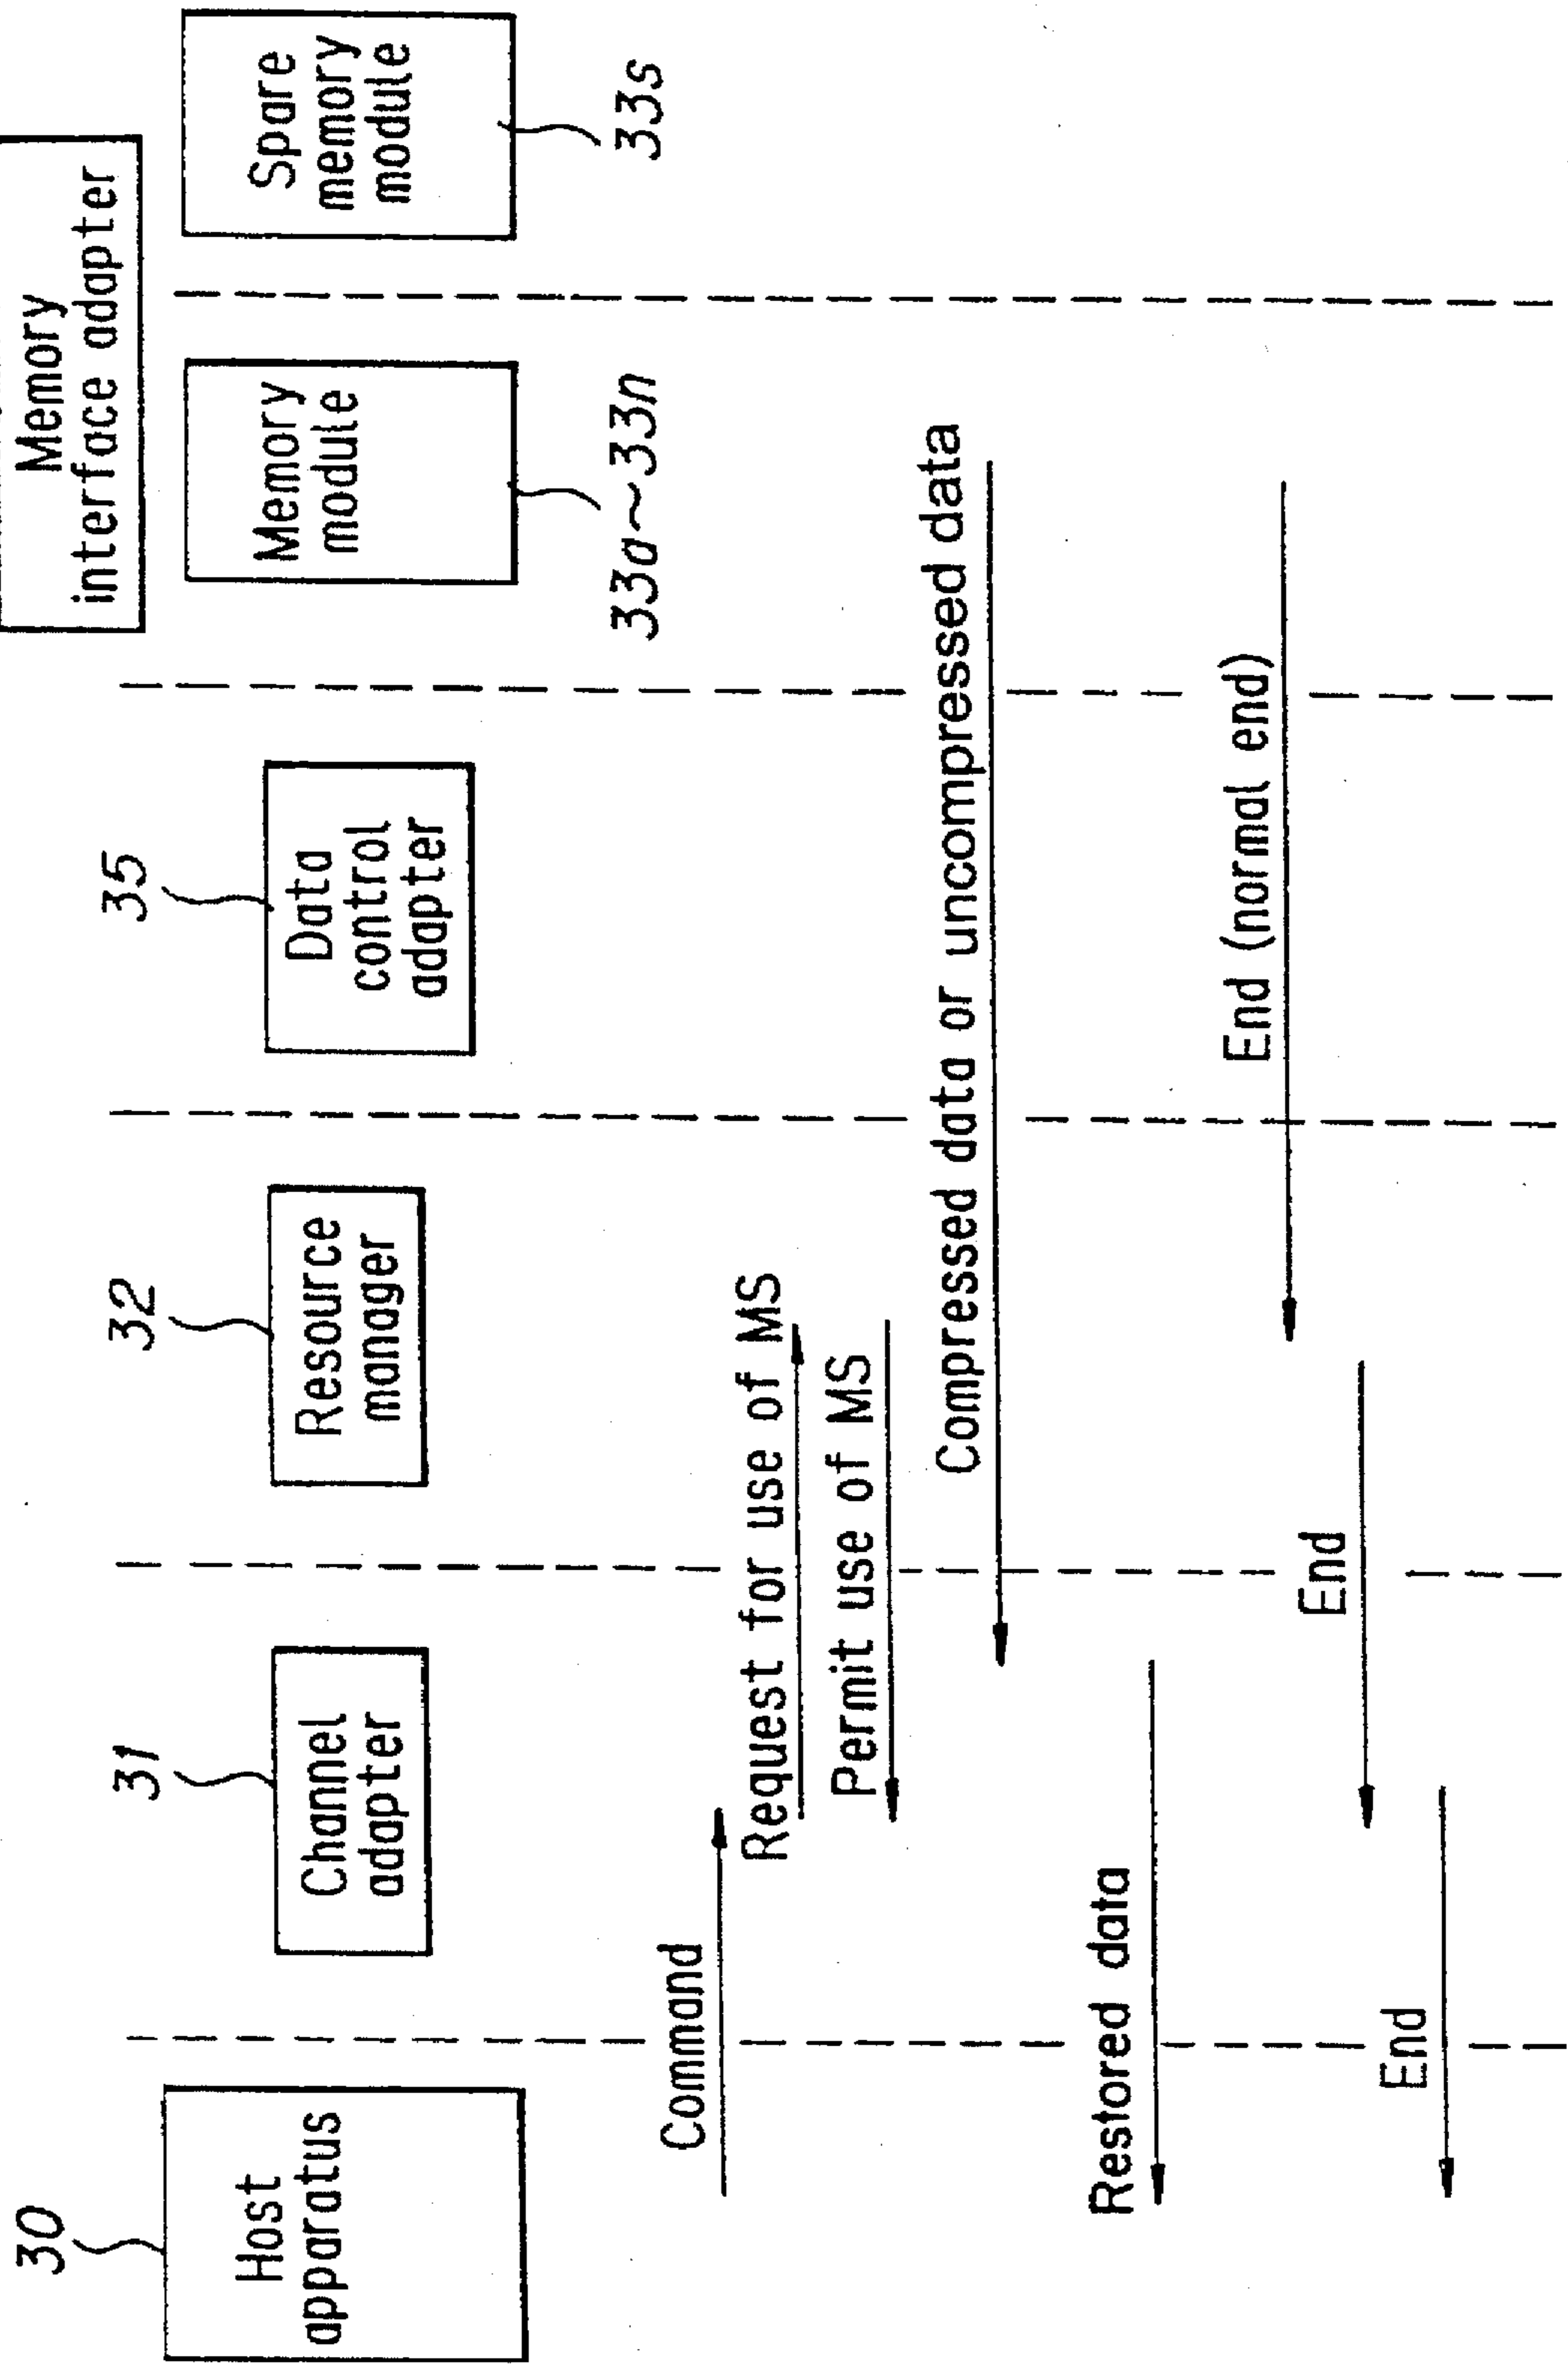 30
Host
apparatus
31
Channel
adapter
32
Resource
manager
35
Data
control
adapter
Memory
interface adapter
Memory
module
33a~33n
Spare
memory
module
33s
Command
Request for use of MS
Permit use of MS
Compressed data or uncompressed data
Restored data
End (normal end)
End
End